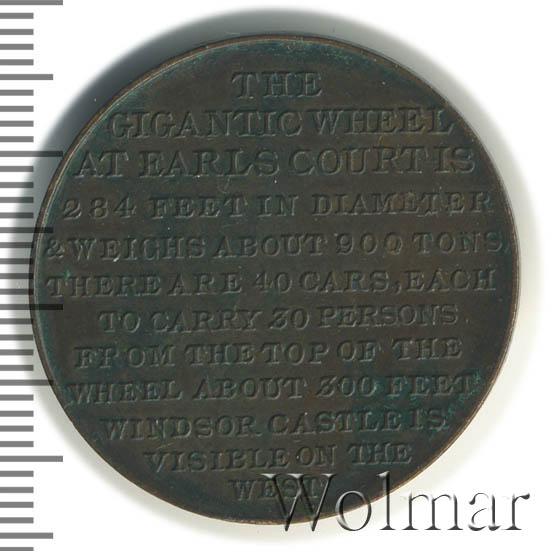 THE
GIGANTIC WHEEL
AT EARLS COURT IS
284 FEET IN DIAMETER
& WEIGHS ABOUT 900 TONS.
THERE ARE 40 CARS, EACH
TO CARRY 30 PERSONS
FROM THE TOP OF THE
WHEEL ABOUT 300 FEET
WINDSOR CASTLE IS
VISIBLE ON THE
WEST
Wolmar